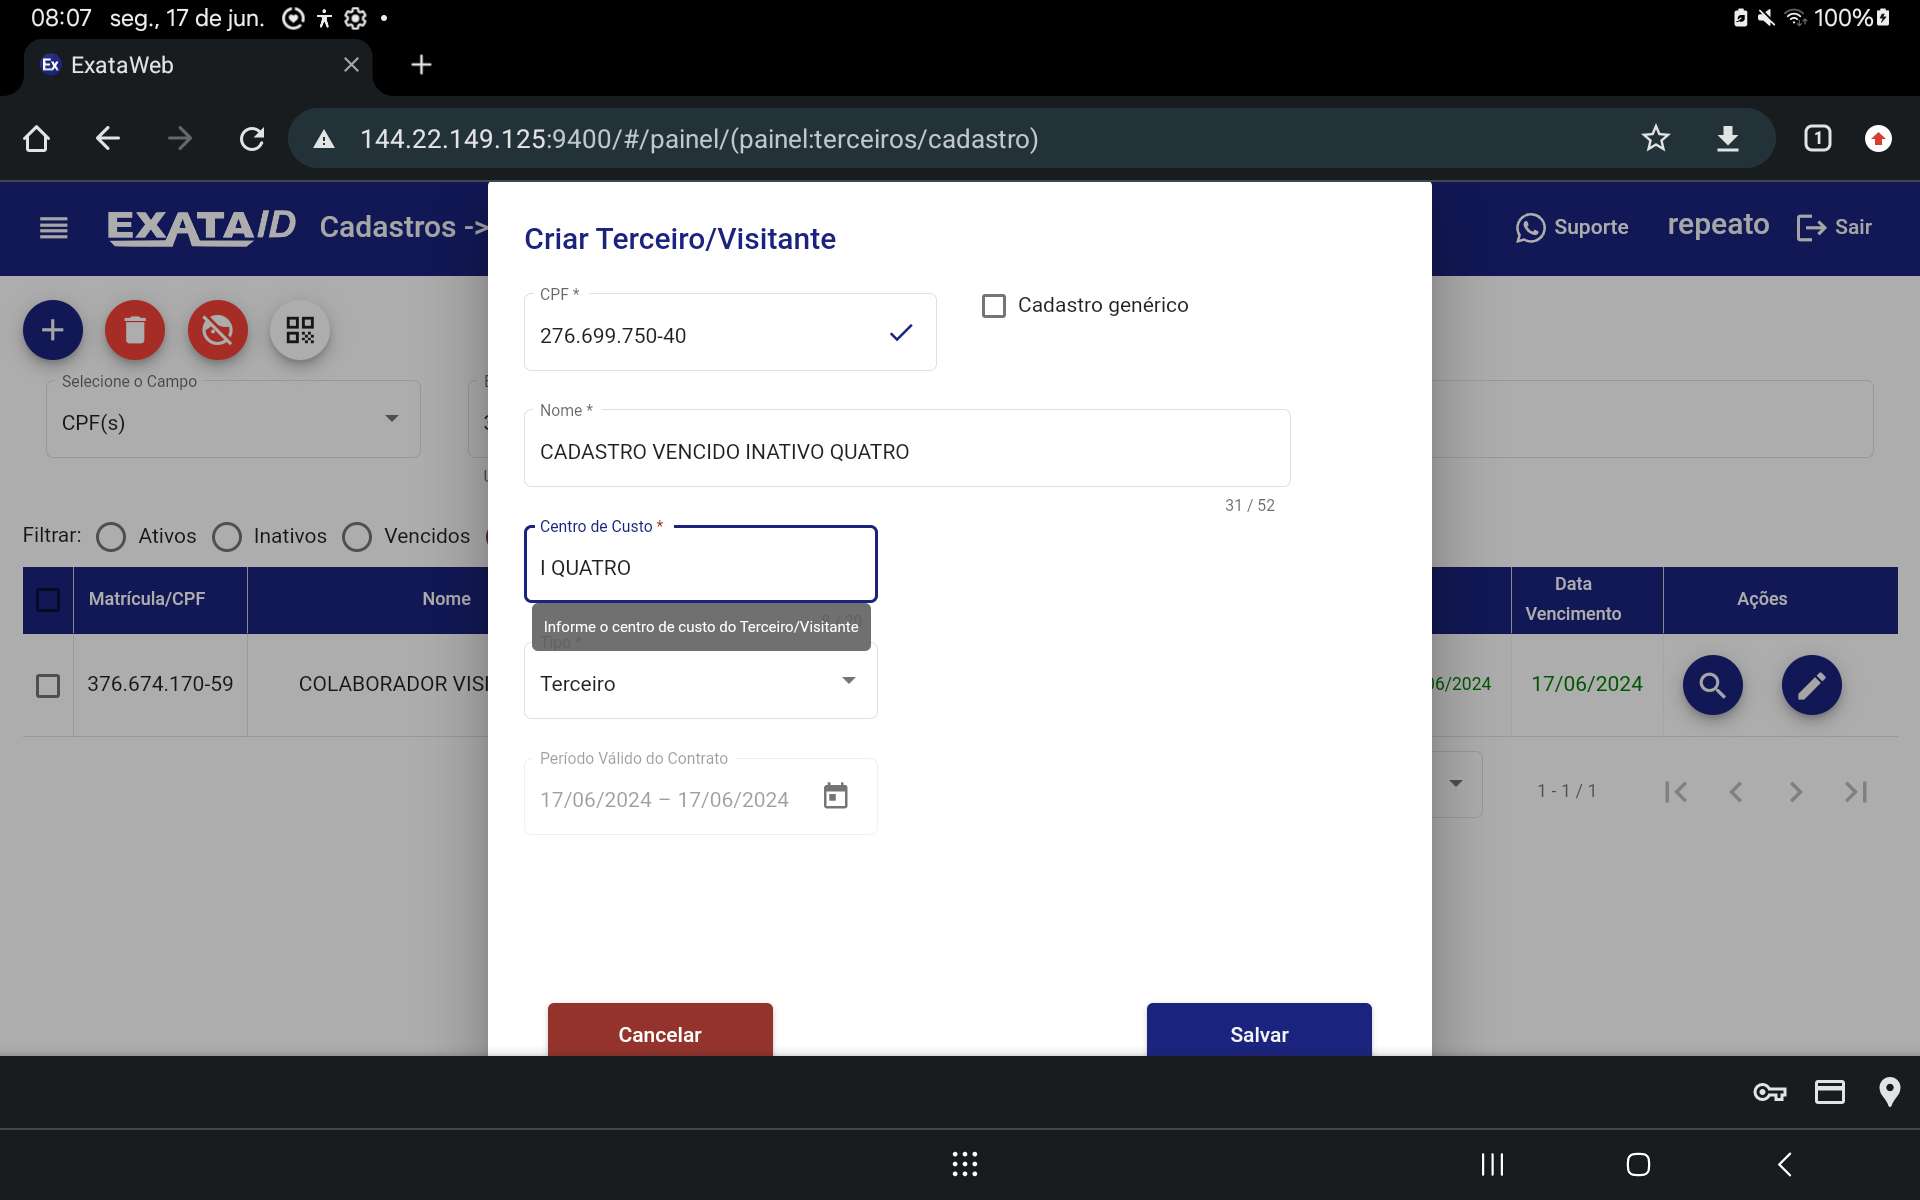 08:07 seg., 17 de jun.
100%
Ex ExataWeb
144.22.149.125:9400/#/painel/(painel:terceiros/cadastro)
1
EXATAID Cadastros ->
Suporte repeato Sair
Criar Terceiro/Visitante
CPF *
276.699.750-40
Cadastro genérico
Selecione o Campo
CPF(s)
Nome *
CADASTRO VENCIDO INATIVO QUATRO
31 / 52
Filtrar: Ativos Inativos Vencidos
Centro de Custo *
I QUATRO
Informe o centro de custo do Terceiro/Visitante
Matrícula/CPF Nome Data Vencimento Ações
Tipo *
Terceiro
376.674.170-59 COLABORADOR VISI 06/2024 17/06/2024
Período Válido do Contrato
17/06/2024 – 17/06/2024
1 - 1 / 1
Cancelar Salvar